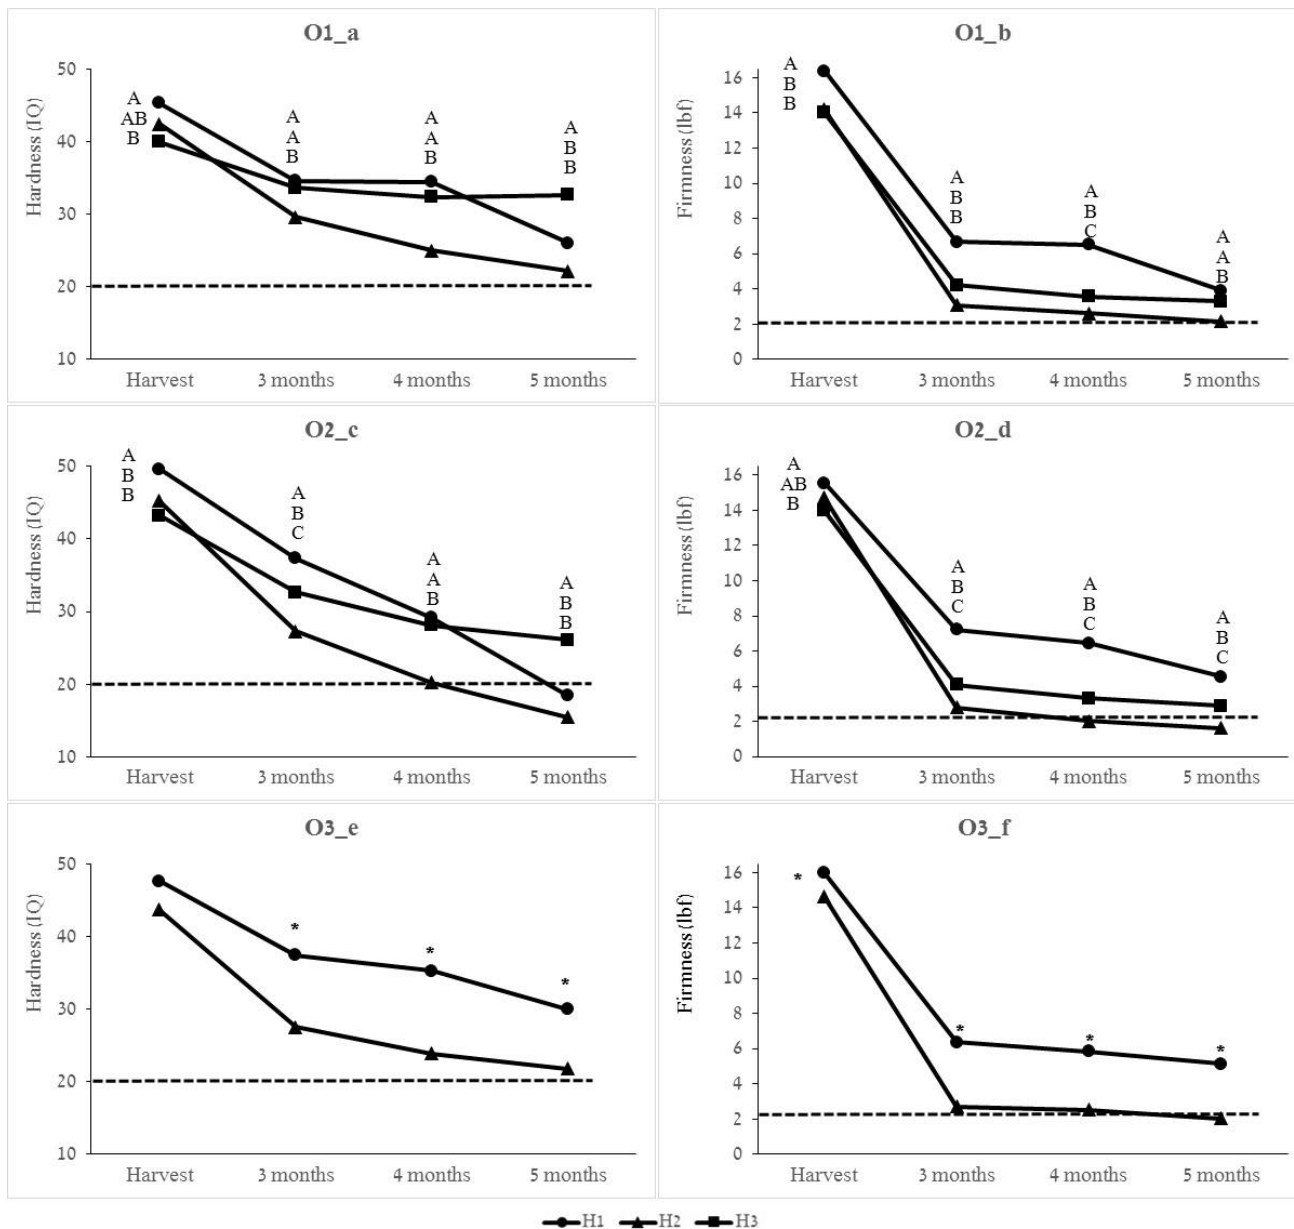 O1_a
Hardness (IQ)
50
40
30
20
10
A
AB
B
A
A
B
A
A
B
A
B
B
Harvest 3 months 4 months 5 months
O1_b
Firmness (lbf)
16
14
12
10
8
6
4
2
0
A
B
B
A
B
B
A
B
C
A
A
B
Harvest 3 months 4 months 5 months
O2_c
Hardness (IQ)
50
40
30
20
10
A
B
B
A
B
C
A
A
B
A
B
B
Harvest 3 months 4 months 5 months
O2_d
Firmness (lbf)
16
14
12
10
8
6
4
2
0
A
AB
B
A
B
C
A
B
C
A
B
C
Harvest 3 months 4 months 5 months
O3_e
Hardness (IQ)
50
40
30
20
10
*
*
*
Harvest 3 months 4 months 5 months
O3_f
Firmness (lbf)
16
14
12
10
8
6
4
2
0
*
*
*
*
Harvest 3 months 4 months 5 months
H1 H2 H3